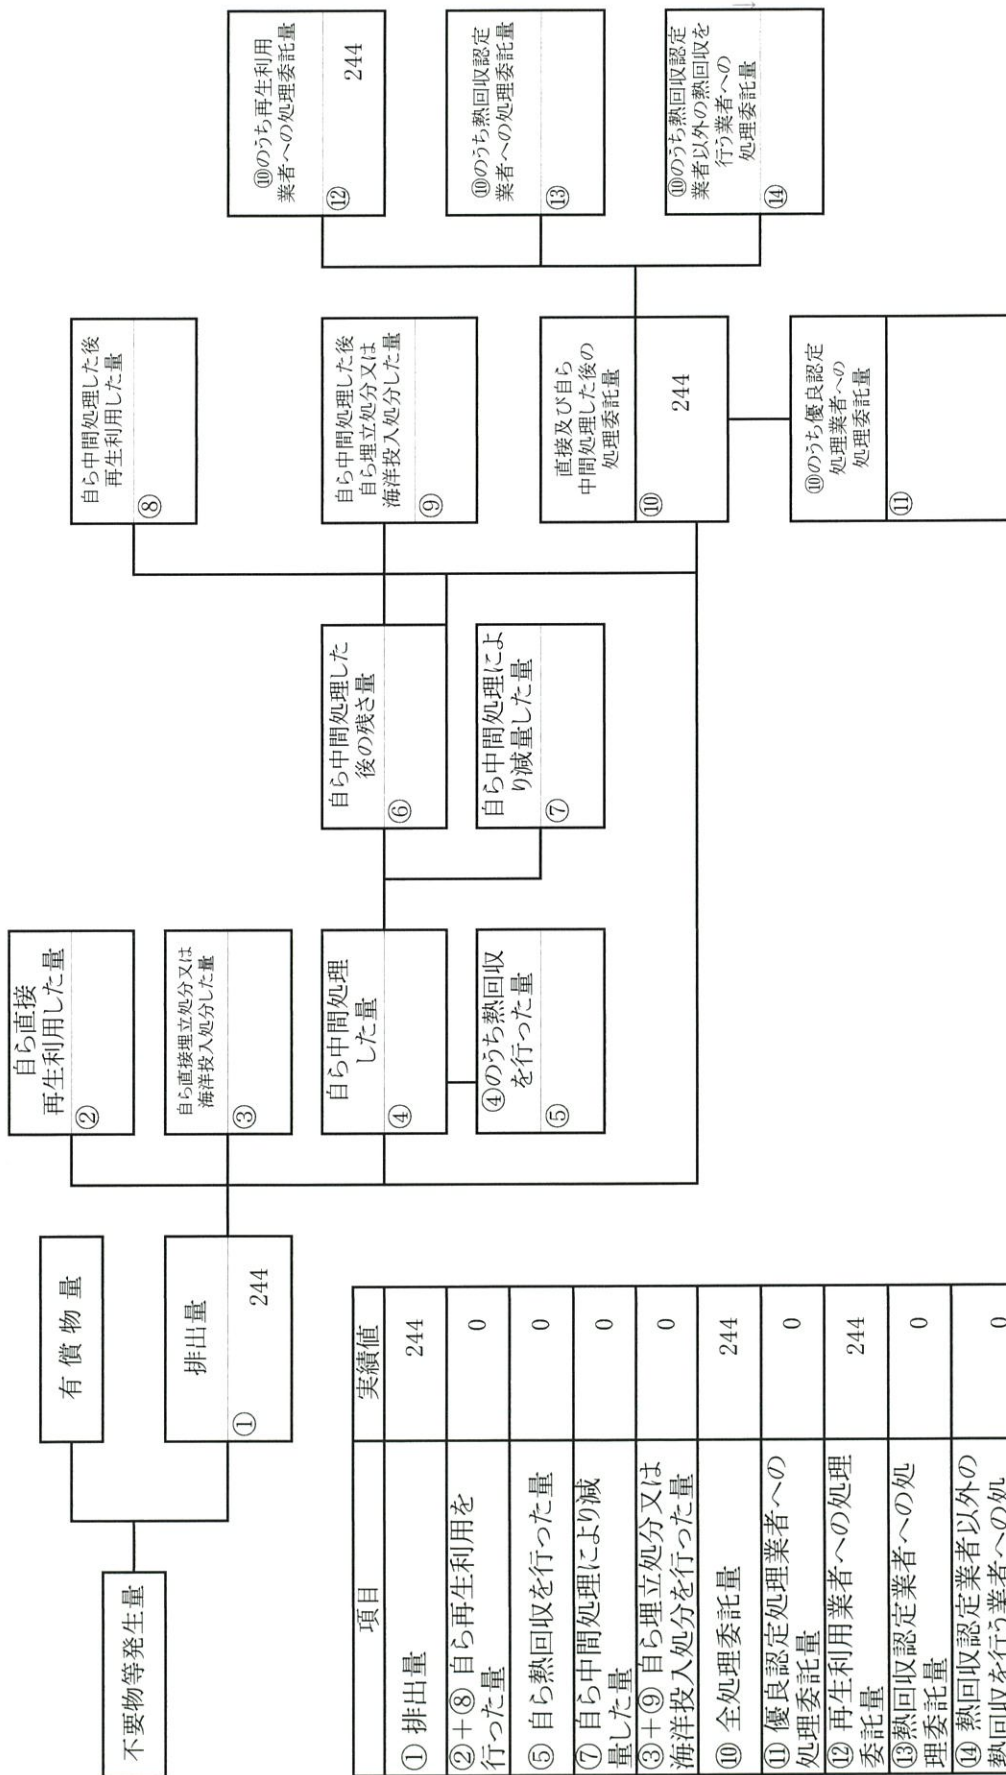 不要物等発生量
有償物量
排出量
①
244
自ら直接
再生利用した量
②
自ら直接埋立処分又は
海洋投入処分した量
③
自ら中間処理
した量
④
④のうち熱回収
を行った量
⑤
自ら中間処理した
後の残さ量
⑥
自ら中間処理によ
り減量した量
⑦
自ら中間処理した後
再生利用した量
⑧
自ら中間処理した後
自ら埋立処分又は
海洋投入処分した量
⑨
直接及び自ら
中間処理した後の
処理委託量
⑩
244
⑩のうち優良認定
処理業者への
処理委託量
⑪
⑩のうち再生利用
業者への処理委託量
⑫
244
⑩のうち熱回収認定
業者への処理委託量
⑬
⑩のうち熱回収認定
業者以外の熱回収を
行う業者への
処理委託量
⑭
項目 実績値
① 排出量 244
②+⑧ 自ら再生利用を
行った量 0
⑤ 自ら熱回収を行った量 0
⑦ 自ら中間処理により減
量した量 0
③+⑨ 自ら埋立処分又は
海洋投入処分を行った量 0
⑩ 全処理委託量 244
⑪ 優良認定処理業者への
処理委託量 0
⑫ 再生利用業者への処理
委託量 244
⑬熱回収認定業者への処
理委託量 0
⑭ 熱回収認定業者以外の
熱回収を行う業者への処 0